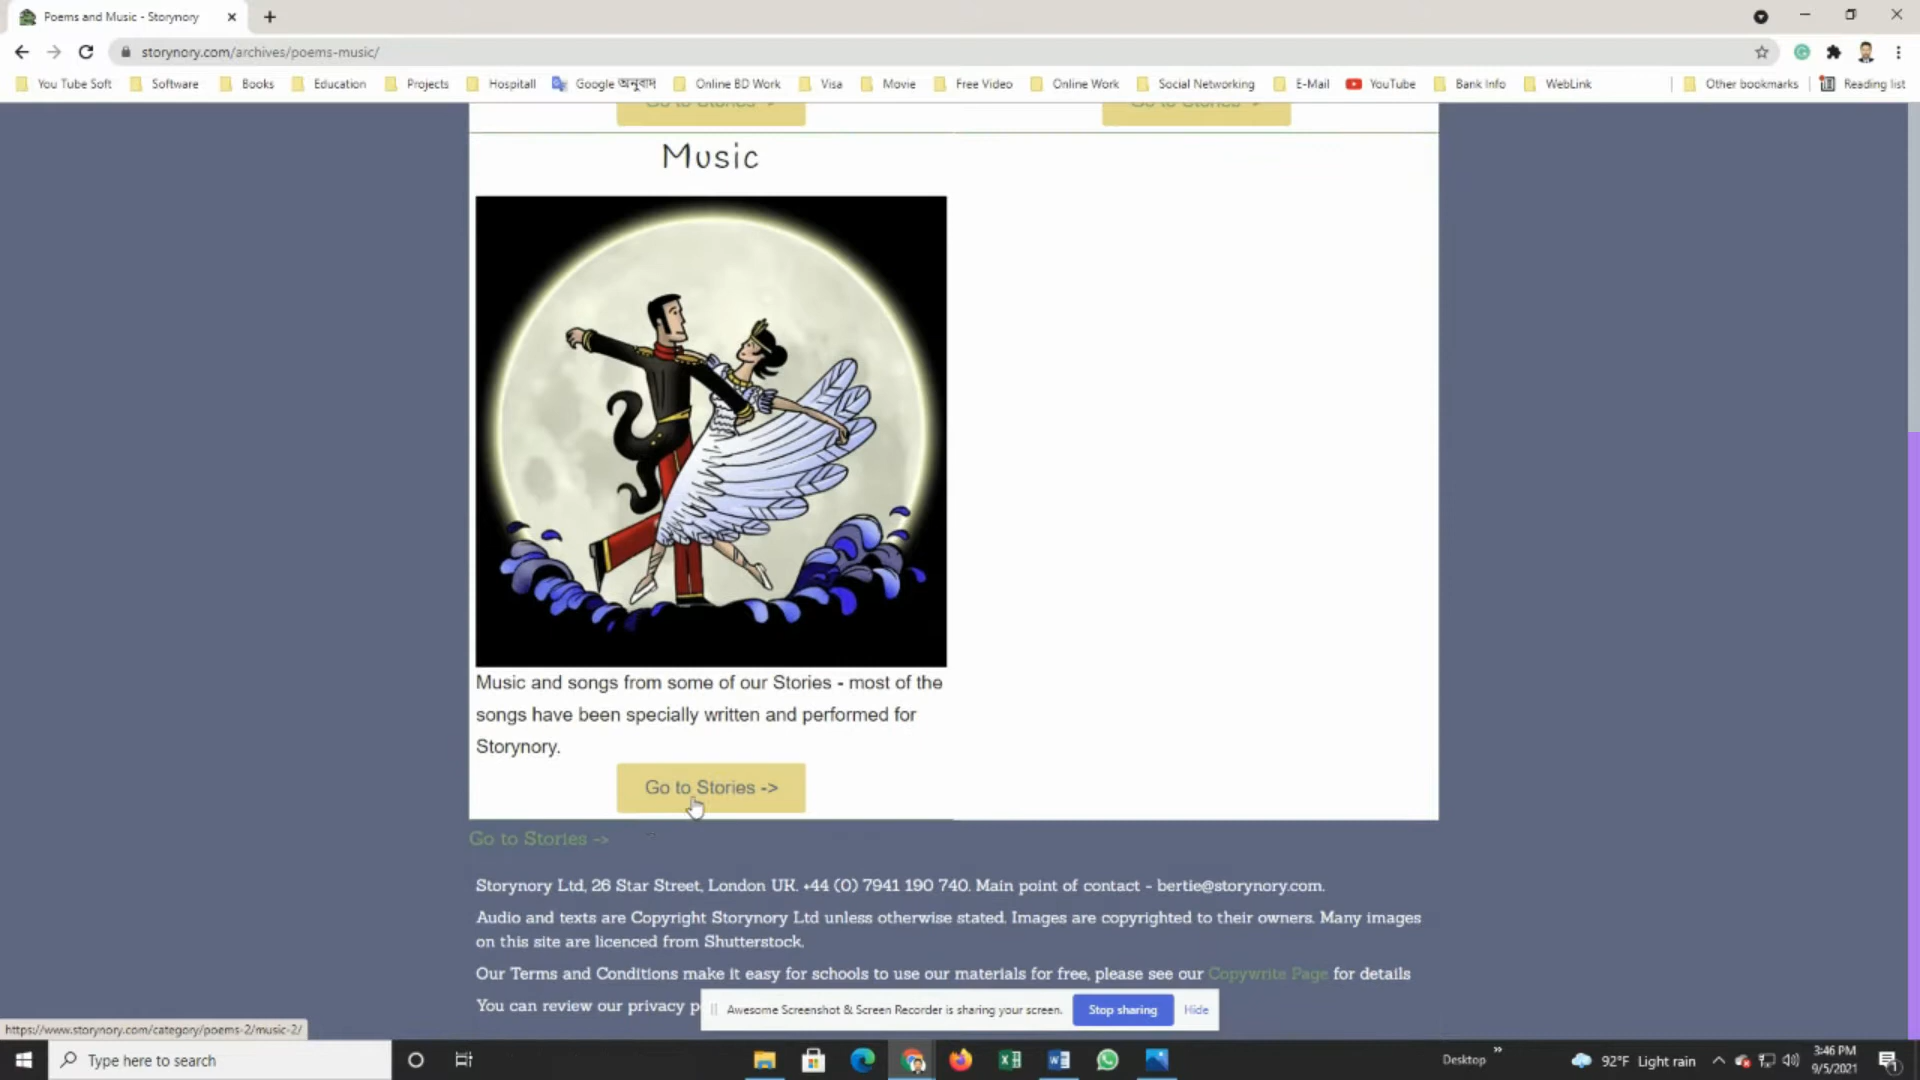 Poems and Music - Storynory
storynory.com/archives/poems-music/
You Tube Soft
Software
Books
Education
Projects
Hospitall
Google অনুবাদ
Online BD Work
Visa
Movie
Free Video
Online Work
Social Networking
E-Mail
YouTube
Bank Info
WebLink
Other bookmarks
Reading list
Go to Stories ->
Go to Stories ->
Music
Music and songs from some of our Stories - most of the
songs have been specially written and performed for
Storynory.
Go to Stories ->
Go to Stories ->
Storynory Ltd, 26 Star Street, London UK. +44 (0) 7941 190 740. Main point of contact - bertie@storynory.com.
Audio and texts are Copyright Storynory Ltd unless otherwise stated. Images are copyrighted to their owners. Many images
on this site are licenced from Shutterstock.
Our Terms and Conditions make it easy for schools to use our materials for free, please see our Copywrite Page for details
You can review our privacy p
Awesome Screenshot & Screen Recorder is sharing your screen.
Stop sharing
Hide
https://www.storynory.com/category/poems-2/music-2/
Type here to search
Desktop
92°F Light rain
3:46 PM
9/5/2021
1